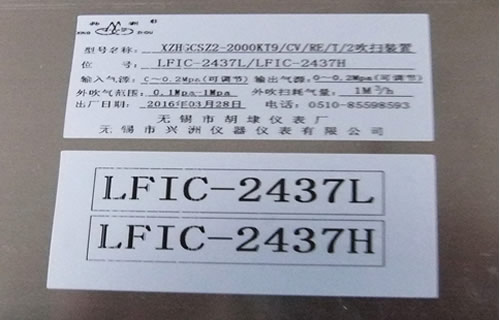 型号名称: XZHGCSZ2-2000KT9/CV/RE/T/2吹扫装置
位 号: LFIC-2437L/LFIC-2437H
输入气源: 0~0.2Mpa(可调节) 输出气源: 0~0.2Mpa(可调节)
外吹气范围: 0.1Mpa-1Mpa 外吹扫耗气量: 1M³/h
出厂日期: 2016年03月28日 电话: 0510-85598593
无锡市胡埭仪表厂
无锡市兴洲仪器仪表有限公司
LFIC-2437L
LFIC-2437H